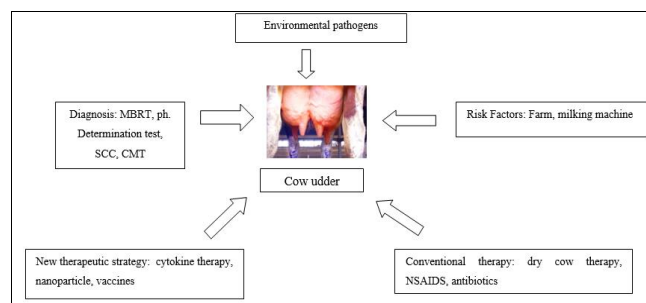 Environmental pathogens
Diagnosis: MBRT, ph.
Determination test,
SCC, CMT
Risk Factors: Farm, milking machine
Cow udder
New therapeutic strategy: cytokine therapy,
nanoparticle, vaccines
Conventional therapy: dry cow therapy,
NSAIDS, antibiotics